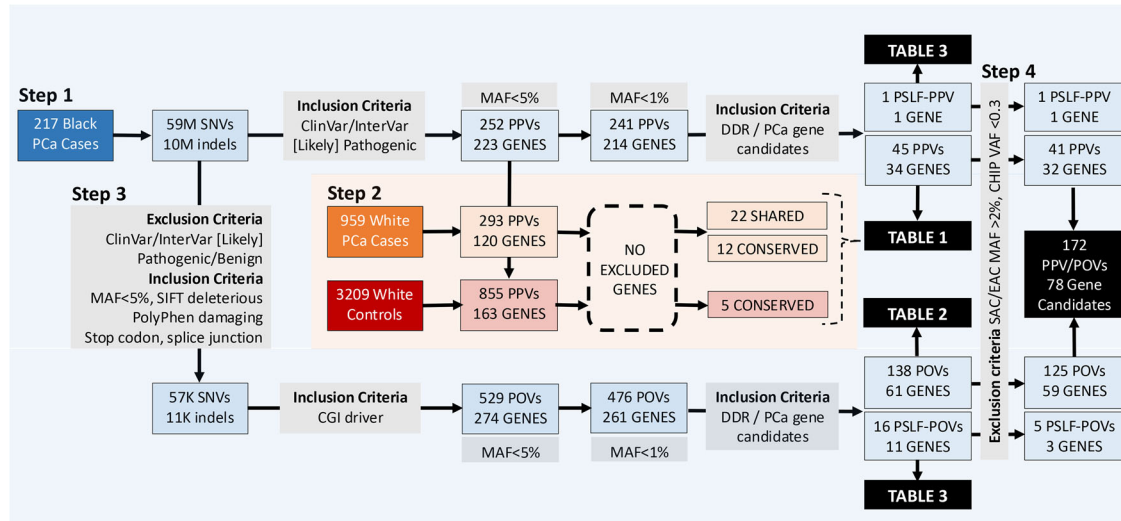 Step 1
217 Black
PCa Cases
59M SNVs
10M indels
Inclusion Criteria
ClinVar/InterVar
[Likely] Pathogenic
MAF<5%
252 PPVs
223 GENES
MAF<1%
241 PPVs
214 GENES
Inclusion Criteria
DDR / PCa gene
candidates
TABLE 3
1 PSLF-PPV
1 GENE
45 PPVs
34 GENES
TABLE 1
Step 4
Exclusion criteria SAC/EAC MAF >2%, CHIP VAF <0.3
1 PSLF-PPV
1 GENE
41 PPVs
32 GENES
172
PPV/POVs
78 Gene
Candidates
Step 2
959 White
PCa Cases
293 PPVs
120 GENES
3209 White
Controls
855 PPVs
163 GENES
NO
EXCLUDED
GENES
22 SHARED
12 CONSERVED
5 CONSERVED
Step 3
Exclusion Criteria
ClinVar/InterVar [Likely]
Pathogenic/Benign
Inclusion Criteria
MAF<5%, SIFT deleterious
PolyPhen damaging
Stop codon, splice junction
57K SNVs
11K indels
Inclusion Criteria
CGI driver
529 POVs
274 GENES
MAF<5%
476 POVs
261 GENES
MAF<1%
Inclusion Criteria
DDR / PCa gene
candidates
TABLE 2
138 POVs
61 GENES
16 PSLF-POVs
11 GENES
TABLE 3
125 POVs
59 GENES
5 PSLF-POVs
3 GENES